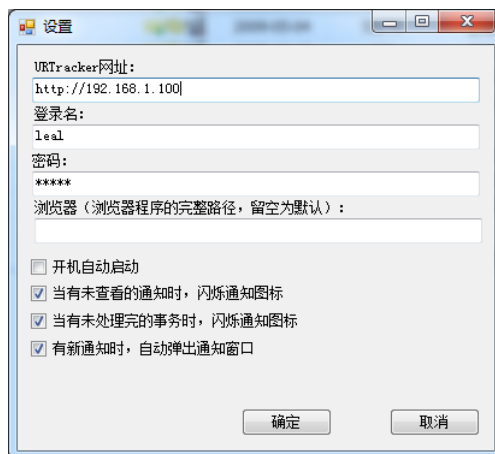 设置
URTracker网址:
http://192.168.1.100
登录名:
leal
密码:
*****
浏览器（浏览器程序的完整路径，留空为默认）:
开机自动启动
当有未查看的通知时，闪烁通知图标
当有未处理完的事务时，闪烁通知图标
有新通知时，自动弹出通知窗口
确定 取消